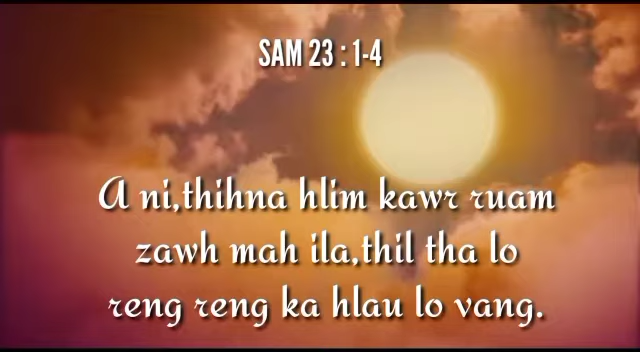 SAM 23 : 1-4
A ni,thihna hlim kawr ruam
zawh mah ila,thil tha lo
reng reng ka hlau lo vang.